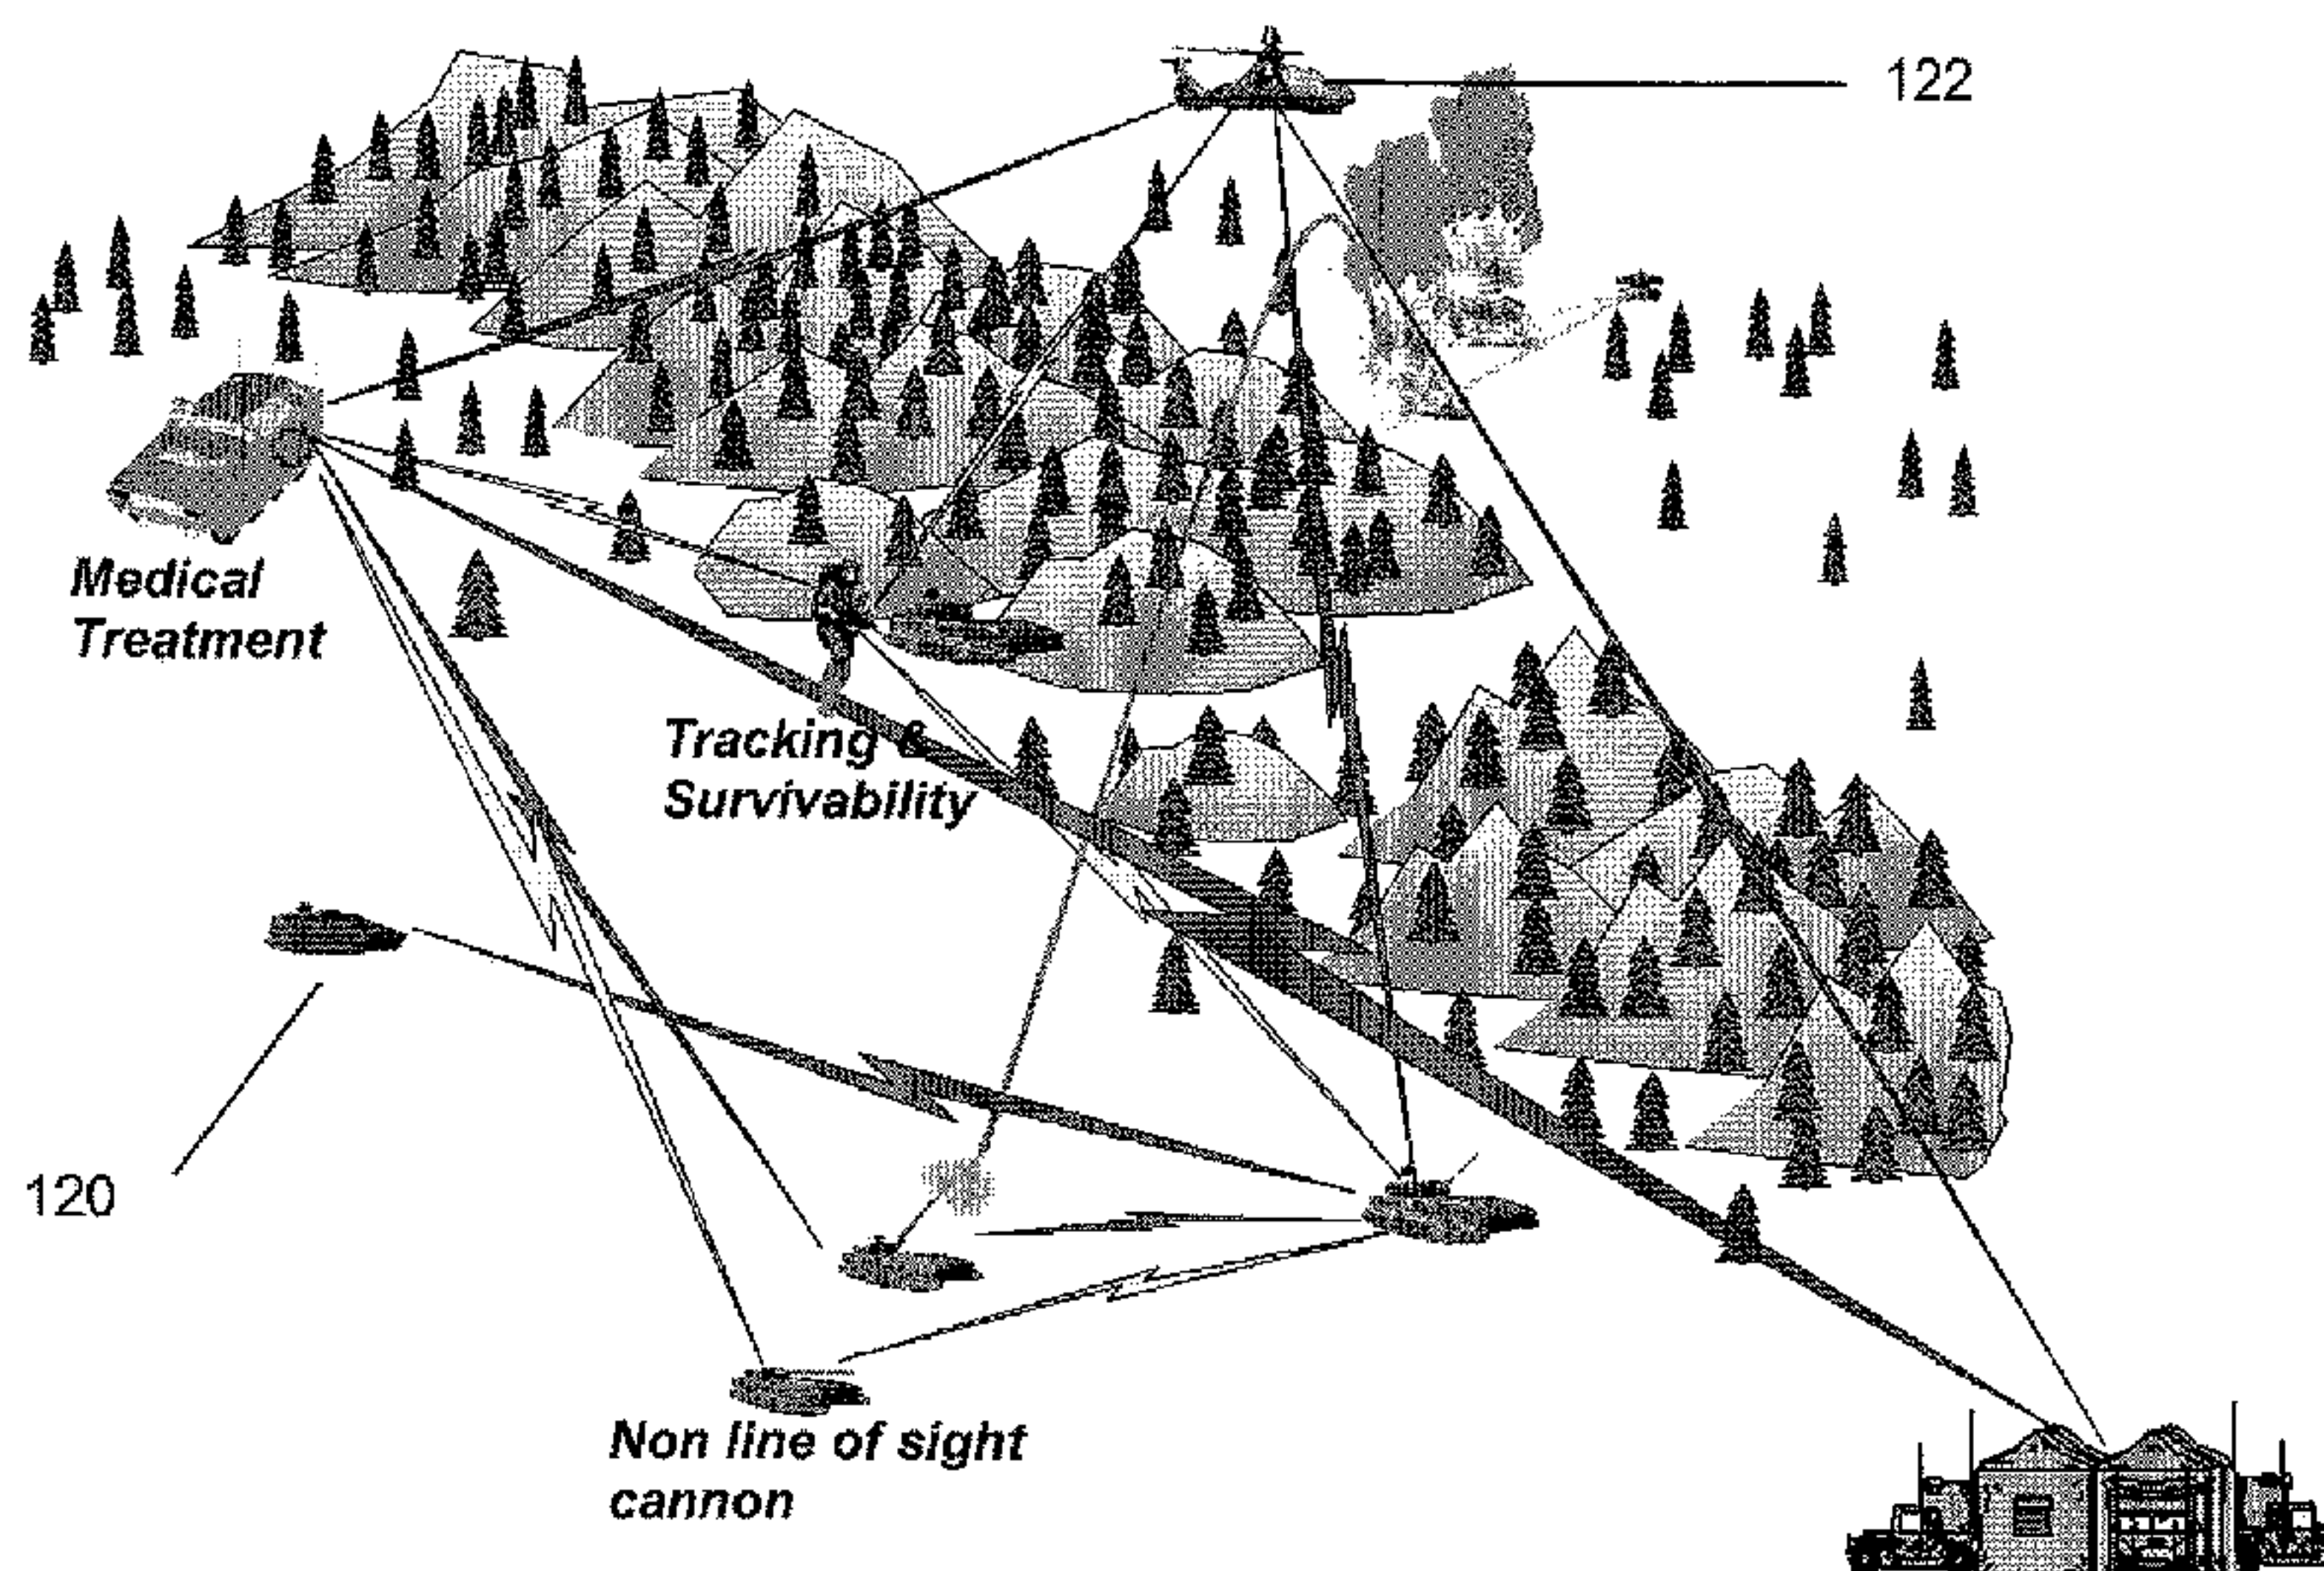 122
Medical
Treatment
Tracking &
Survivability
120
Non line of sight
cannon